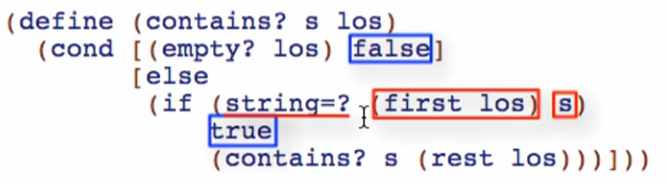 (define (contains? s los)
(cond [(empty? los) false]
[else
(if (string=? (first los) s)
true
(contains? s (rest los)))]))